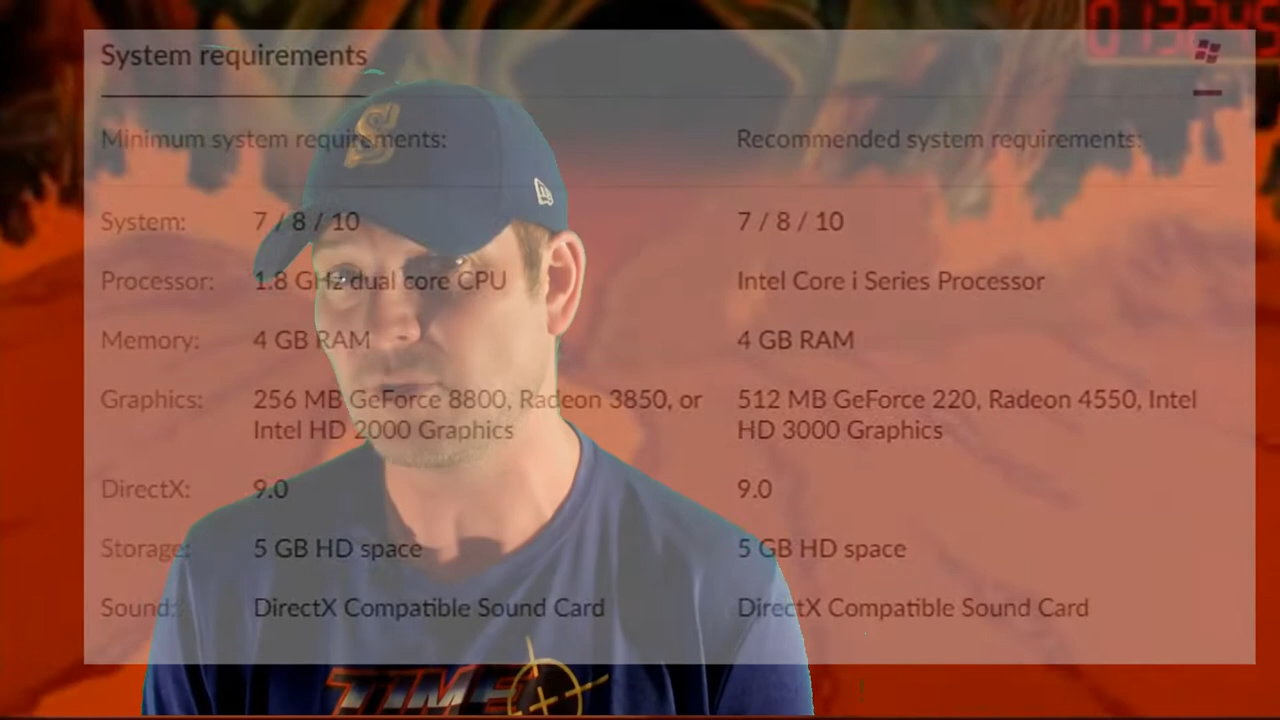 013245
System requirements
Minimum system requirements: Recommended system requirements:
System: 7 / 8 / 10 7 / 8 / 10
Processor: 1.8 GHz dual core CPU Intel Core i Series Processor
Memory: 4 GB RAM 4 GB RAM
Graphics: 256 MB GeForce 8800, Radeon 3850, or 512 MB GeForce 220, Radeon 4550, Intel
Intel HD 2000 Graphics HD 3000 Graphics
DirectX: 9.0 9.0
Storage: 5 GB HD space 5 GB HD space
Sound: DirectX Compatible Sound Card DirectX Compatible Sound Card
S
TIME